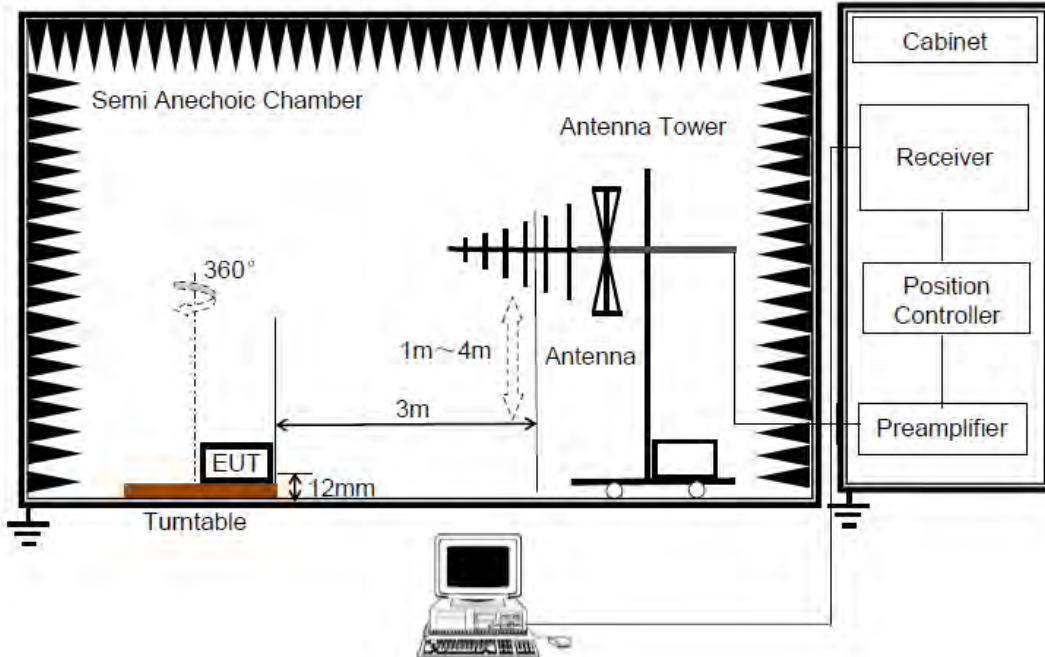 Cabinet
Semi Anechoic Chamber
Antenna Tower
Receiver
360°
Position
Controller
1m～4m
Antenna
3m
Preamplifier
EUT
12mm
Turntable